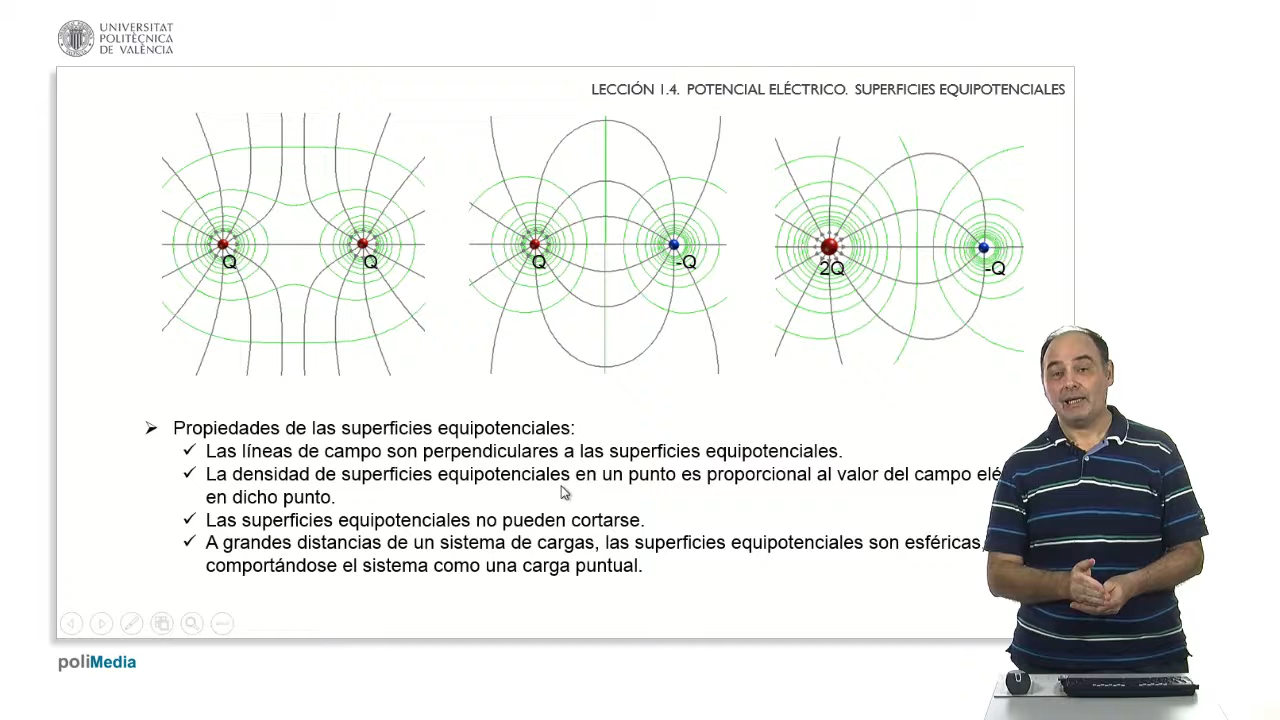 UNIVERSITAT
POLITÈCNICA
DE VALÈNCIA
LECCIÓN 1.4. POTENCIAL ELÉCTRICO. SUPERFICIES EQUIPOTENCIALES
Q Q Q -Q 2Q -Q
Propiedades de las superficies equipotenciales:
Las líneas de campo son perpendiculares a las superficies equipotenciales.
La densidad de superficies equipotenciales en un punto es proporcional al valor del campo elé
en dicho punto.
Las superficies equipotenciales no pueden cortarse.
A grandes distancias de un sistema de cargas, las superficies equipotenciales son esféricas,
comportándose el sistema como una carga puntual.
poliMedia